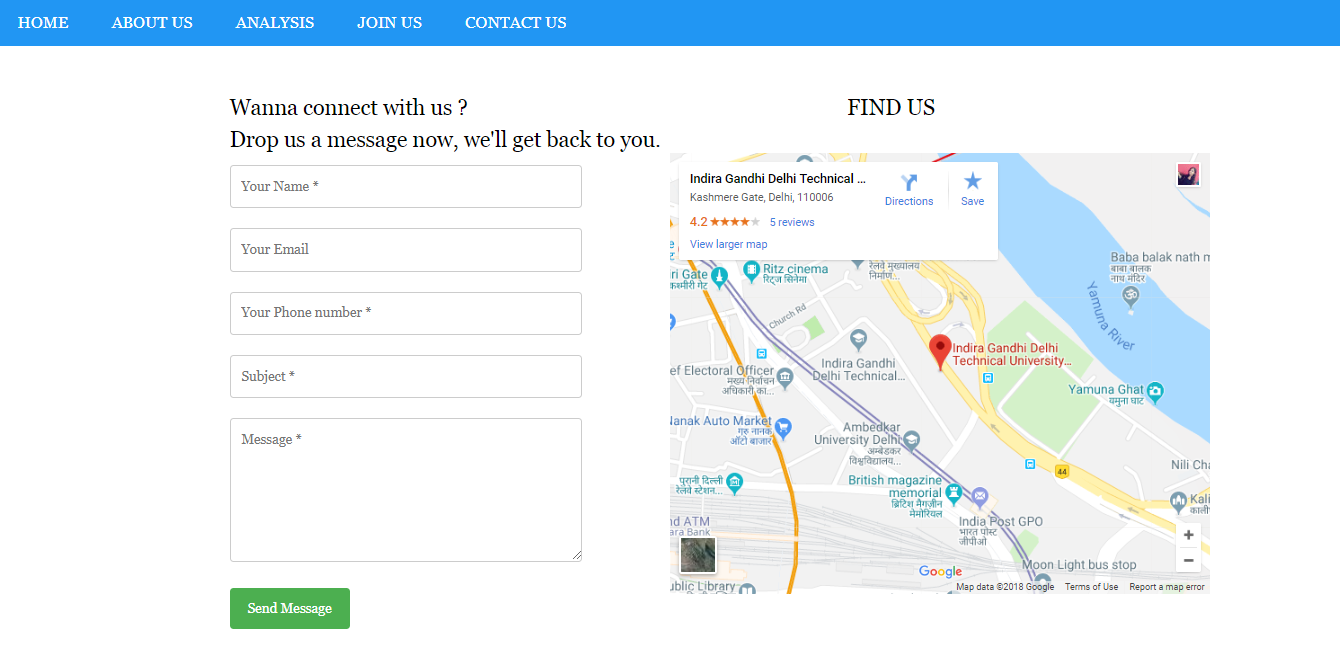 HOME ABOUT US ANALYSIS JOIN US CONTACT US
Wanna connect with us ?
Drop us a message now, we'll get back to you.
Your Name *
Your Email
Your Phone number *
Subject *
Message *
Send Message
FIND US
Indira Gandhi Delhi Technical ...
Kashmere Gate, Delhi, 110006
4.2 5 reviews
View larger map
Directions
Save
ri Gate
कश्मीरी गेट
Ritz cinema
रिट्ज सिनेमा
रेलवे मुख्यालय
निर्माण...
Baba balak nath m
बाबा बालक
नाथ मंदिर
Yamuna River
Church Rd
Indira Gandhi
Delhi Technical...
Indira Gandhi Delhi
Technical University...
ef Electoral Officer
मुख्य निर्वाचन
अधिकारी का...
Yamuna Ghat
यमुना घाट
Nanak Auto Market
गुरु नानक
ऑटो बाजार
Ambedkar
University Delhi
अम्बेडकर
विश्वविद्यालय...
44
Nili Cha
पुरानी दिल्ली
रेलवे स्टेशन...
British magazine
memorial
ब्रिटिश मैगज़ीन
मेमोरियल
Kali
nd ATM
ara Bank
India Post GPO
भारत पोस्ट
जीपीओ
+
−
Moon Light bus stop
Google
ublic Library
Map data ©2018 Google Terms of Use Report a map error